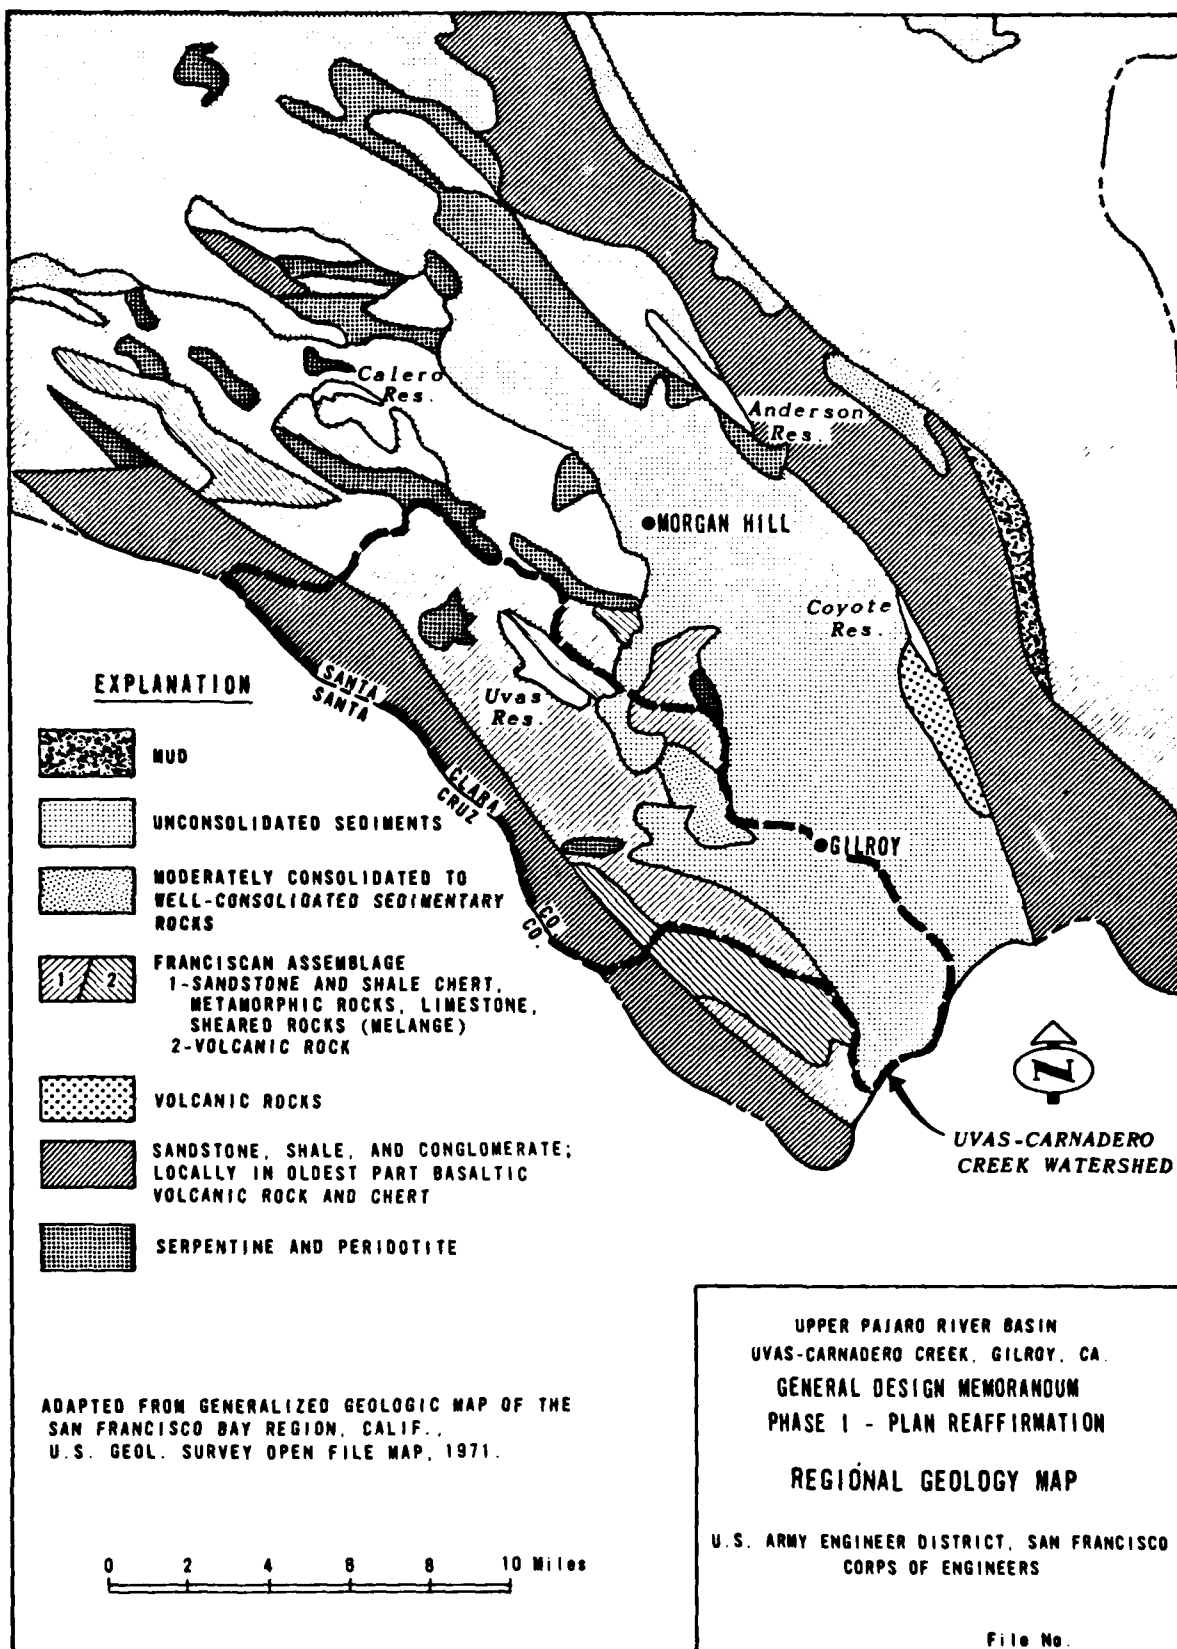 Calero
Res.
Anderson
Res.
MORGAN HILL
Coyote
Res.
Uvas
Res.
SANTA
SANTA
CLARA
CRUZ
CO.
CO.
GILROY
N
UVAS-CARNADERO
CREEK WATERSHED
EXPLANATION
MUD
UNCONSOLIDATED SEDIMENTS
MODERATELY CONSOLIDATED TO
WELL-CONSOLIDATED SEDIMENTARY
ROCKS
1 2
FRANCISCAN ASSEMBLAGE
1-SANDSTONE AND SHALE CHERT,
METAMORPHIC ROCKS, LIMESTONE,
SHEARED ROCKS (MELANGE)
2-VOLCANIC ROCK
VOLCANIC ROCKS
SANDSTONE, SHALE, AND CONGLOMERATE;
LOCALLY IN OLDEST PART BASALTIC
VOLCANIC ROCK AND CHERT
SERPENTINE AND PERIDOTITE
ADAPTED FROM GENERALIZED GEOLOGIC MAP OF THE
SAN FRANCISCO BAY REGION, CALIF.,
U.S. GEOL. SURVEY OPEN FILE MAP, 1971.
0 2 4 6 8 10 Miles
UPPER PAJARO RIVER BASIN
UVAS-CARNADERO CREEK, GILROY, CA.
GENERAL DESIGN MEMORANDUM
PHASE I - PLAN REAFFIRMATION
REGIONAL GEOLOGY MAP
U.S. ARMY ENGINEER DISTRICT, SAN FRANCISCO
CORPS OF ENGINEERS
File No.